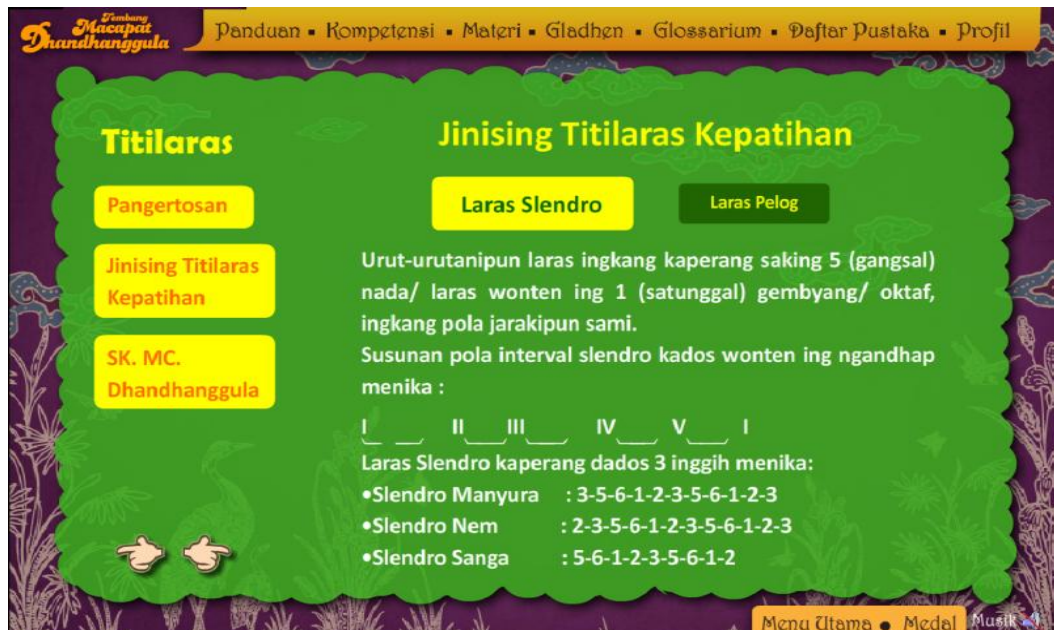 Tembang
Macapat
Dhandhanggula
Panduan ▪ Kompetensi ▪ Materi ▪ Gladhen ▪ Glossarium ▪ Daftar Pustaka ▪ Profil
Titilaras
Pangertosan
Jinising Titilaras
Kepatihan
SK. MC.
Dhandhanggula
Jinising Titilaras Kepatihan
Laras Slendro
Laras Pelog
Urut-urutanipun laras ingkang kaperang saking 5 (gangsal)
nada/ laras wonten ing 1 (satunggal) gembyang/ oktaf,
ingkang pola jarakipun sami.
Susunan pola interval slendro kados wonten ing ngandhap
menika :
I__ __ II___III____ IV____ V____ I
Laras Slendro kaperang dados 3 inggih menika:
•Slendro Manyura : 3-5-6-1-2-3-5-6-1-2-3
•Slendro Nem : 2-3-5-6-1-2-3-5-6-1-2-3
•Slendro Sanga : 5-6-1-2-3-5-6-1-2
Menu Utama ● Medal
Musik